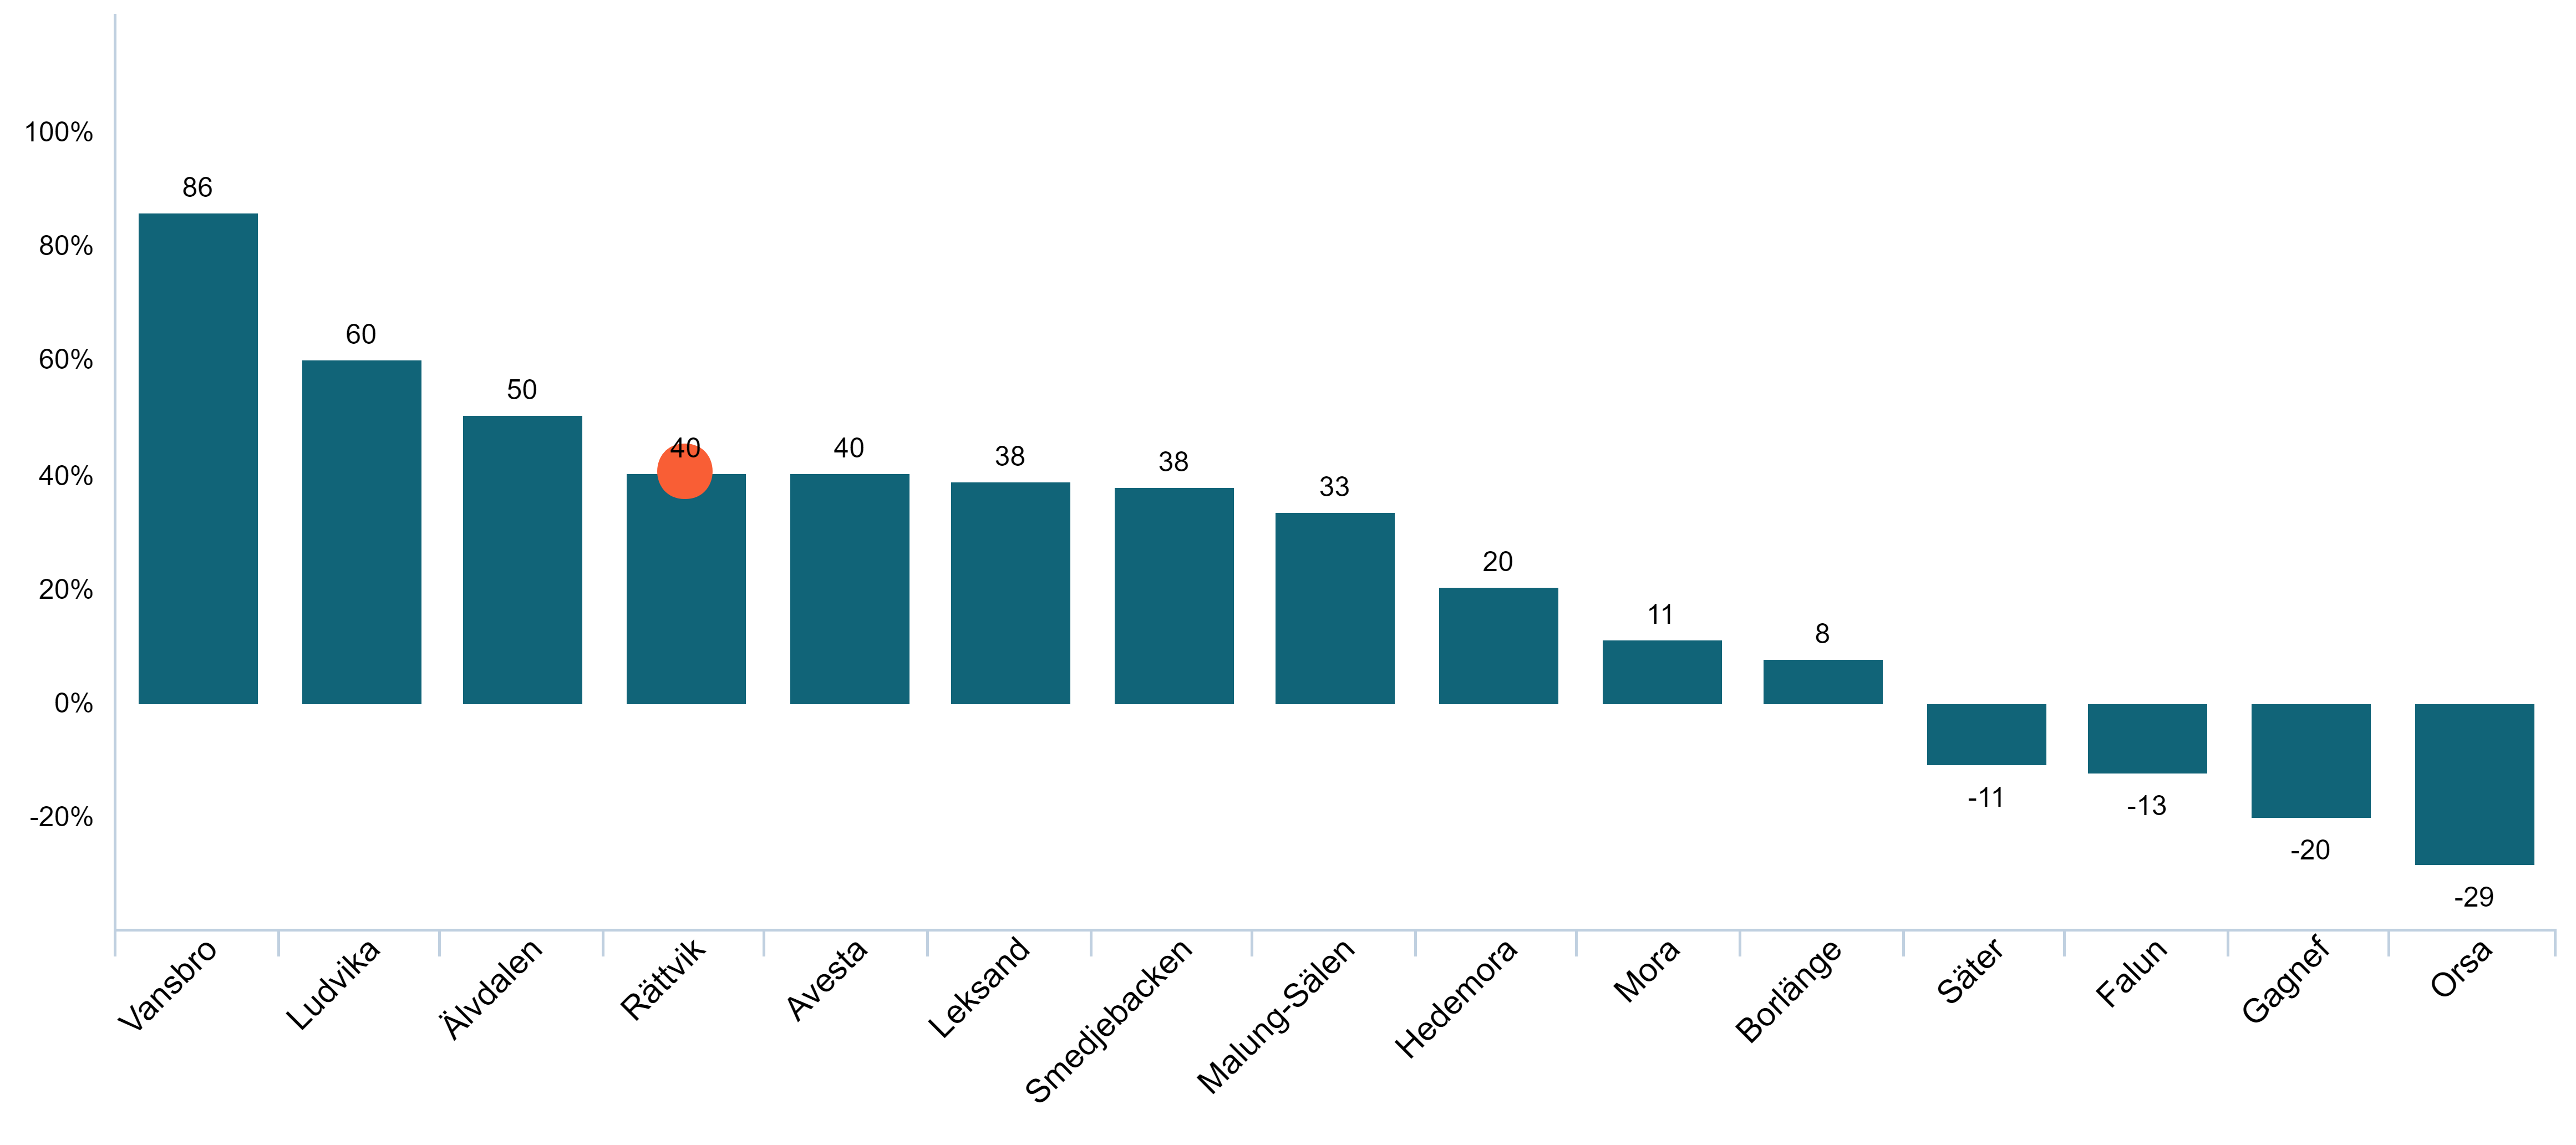 100%
80%
60%
40%
20%
0%
-20%
86
60
50
40
40
38
38
33
20
11
8
-11
-13
-20
-29
Vansbro
Ludvika
Älvdalen
Rättvik
Avesta
Leksand
Smedjebacken
Malung-Sälen
Hedemora
Mora
Borlänge
Säter
Falun
Gagnef
Orsa